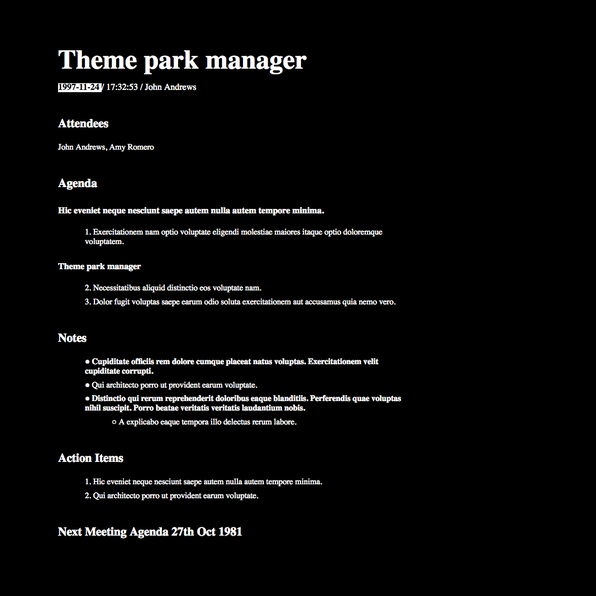 Theme park manager
1997-11-24 / 17:32:53 / John Andrews
Attendees
John Andrews, Amy Romero
Agenda
Hic eveniet neque nesciunt saepe autem nulla autem tempore minima.
1. Exercitationem nam optio voluptate eligendi molestiae maiores itaque optio doloremque
voluptatem.
Theme park manager
2. Necessitatibus aliquid distinctio eos voluptate nam.
3. Dolor fugit voluptas saepe earum odio soluta exercitationem aut accusamus quia nemo vero.
Notes
● Cupiditate officiis rem dolore cumque placeat natus voluptas. Exercitationem velit
cupiditate corrupti.
● Qui architecto porro ut provident earum voluptate.
● Distinctio qui rerum reprehenderit doloribus eaque blanditiis. Perferendis quae voluptas
nihil suscipit. Porro beatae veritatis veritatis laudantium nobis.
○ A explicabo eaque tempora illo delectus rerum labore.
Action Items
1. Hic eveniet neque nesciunt saepe autem nulla autem tempore minima.
2. Qui architecto porro ut provident earum voluptate.
Next Meeting Agenda 27th Oct 1981